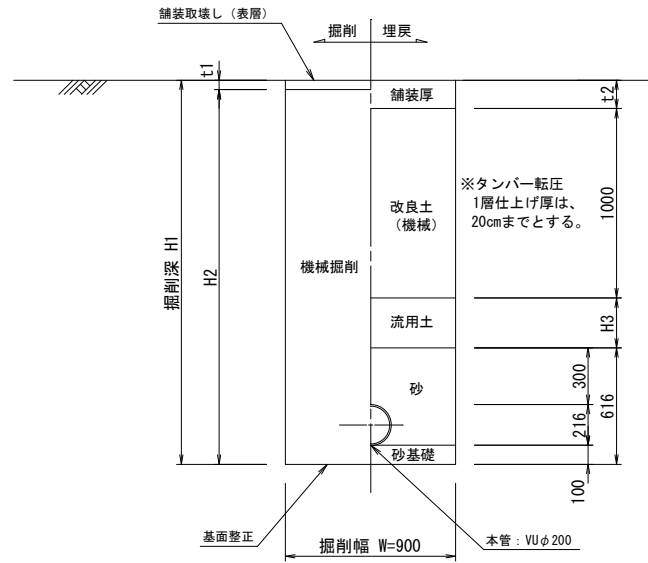 舗装取壊し（表層）
掘削 埋戻
t1
t2
舗装厚
※タンバー転圧
1層仕上げ厚は、
20cmまでとする。
改良土
（機械）
1000
機械掘削
掘削深 H1
H2
流用土
H3
砂
300
616
216
砂基礎
100
基面整正
掘削幅 W=900
本管：VUφ200